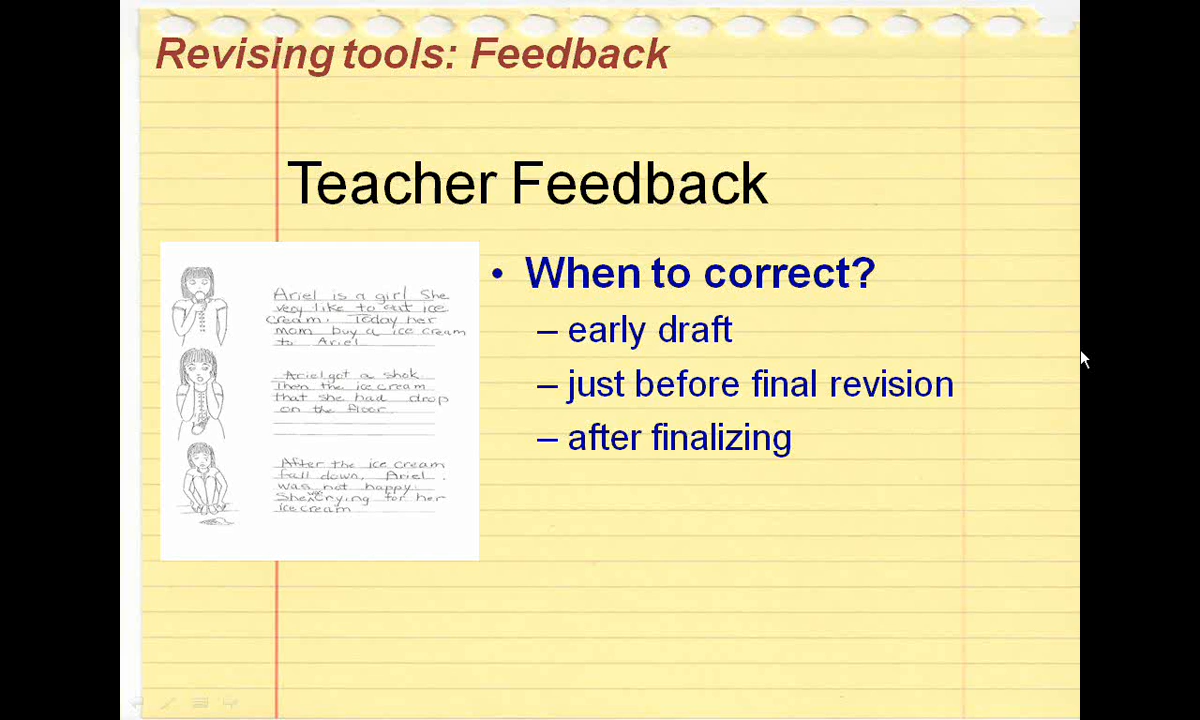 Revising tools: Feedback
Teacher Feedback
Ariel is a girl She
very like to eat ice
cream. Today her
mom buy a ice cream
to Ariel
Ariel got a shok.
Then the ice cream
that she had drop
on the floor.
After the ice cream
fall down, Ariel.
was not happy.
She was crying for her
ice cream
• When to correct?
– early draft
– just before final revision
– after finalizing